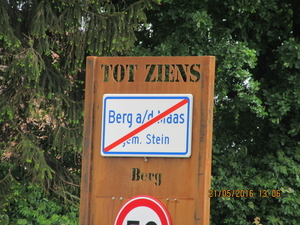 TOT ZIENS
Berg a/d Maas
gem. Stein
Berg
21/05/2016 13:06